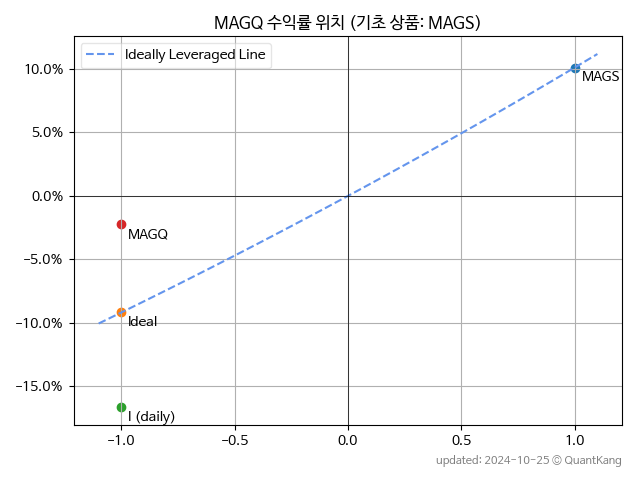 MAGQ 수익률 위치 (기초 상품: MAGS)
Ideally Leveraged Line
10.0%
5.0%
0.0%
−5.0%
−10.0%
−15.0%
MAGS
MAGQ
Ideal
I (daily)
−1.0 −0.5 0.0 0.5 1.0
updated: 2024-10-25 © QuantKang